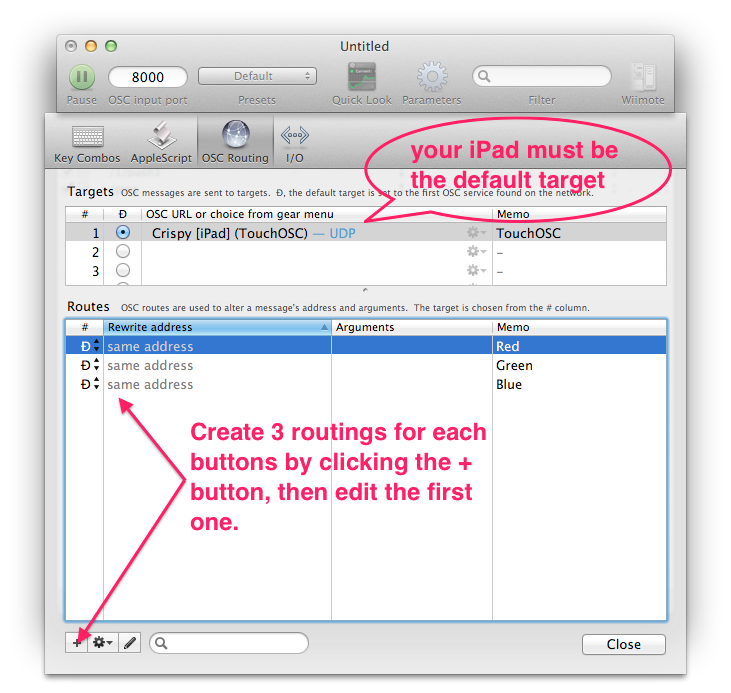 Untitled
8000
Default
Pause
OSC input port
Presets
Quick Look
Parameters
Filter
Wiimote
Key Combos
AppleScript
OSC Routing
I/O
your iPad must be
the default target
Targets OSC messages are sent to targets. Đ, the default target is set to the first OSC service found on the network.
# Đ OSC URL or choice from gear menu Memo
1 Crispy [iPad] (TouchOSC) — UDP TouchOSC
2 –
3 –
Routes OSC routes are used to alter a message's address and arguments. The target is chosen from the # column.
# Rewrite address Arguments Memo
Đ same address Red
Đ same address Green
Đ same address Blue
Create 3 routings for each
buttons by clicking the +
button, then edit the first
one.
+
Close